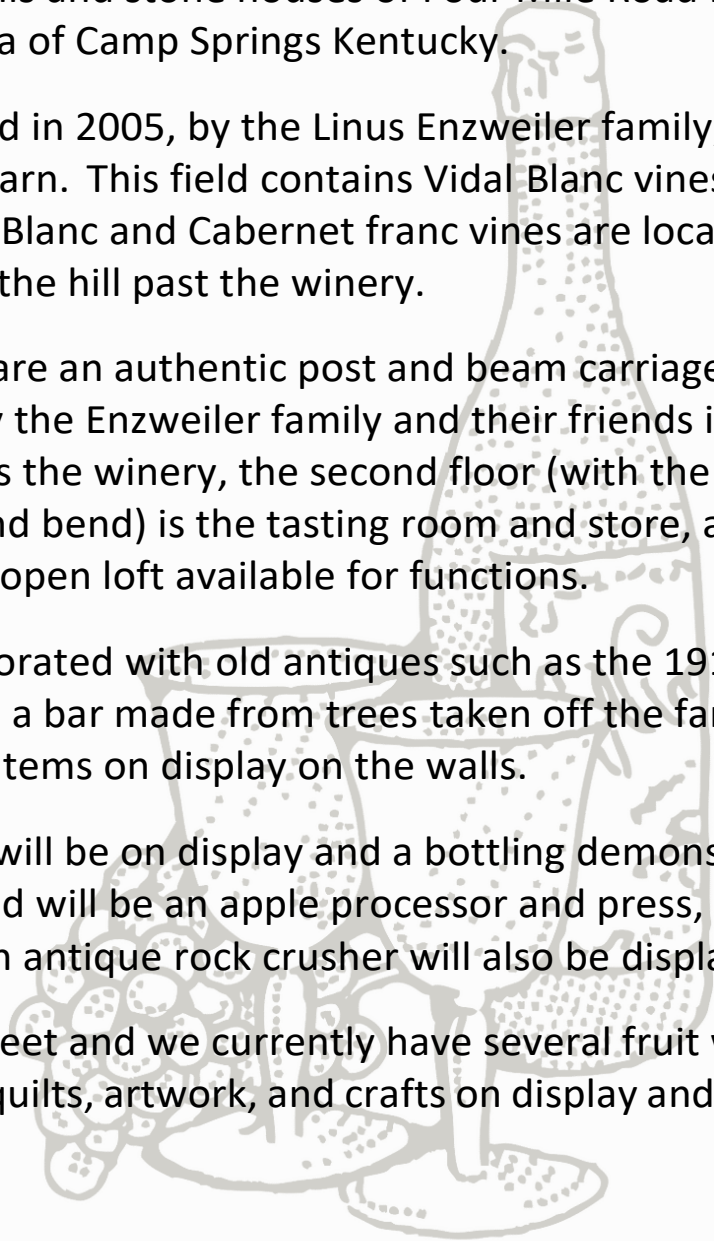 and stone houses of Four Mile Road
a of Camp Springs Kentucky.
d in 2005, by the Linus Enzweiler family
arn. This field contains Vidal Blanc vines
Blanc and Cabernet franc vines are loca
the hill past the winery.
are an authentic post and beam carriage
y the Enzweiler family and their friends i
s the winery, the second floor (with the
nd bend) is the tasting room and store, a
open loft available for functions.
orated with old antiques such as the 191
a bar made from trees taken off the far
tems on display on the walls.
will be on display and a bottling demons
d will be an apple processor and press,
n antique rock crusher will also be displa
eet and we currently have several fruit w
quilts, artwork, and crafts on display and